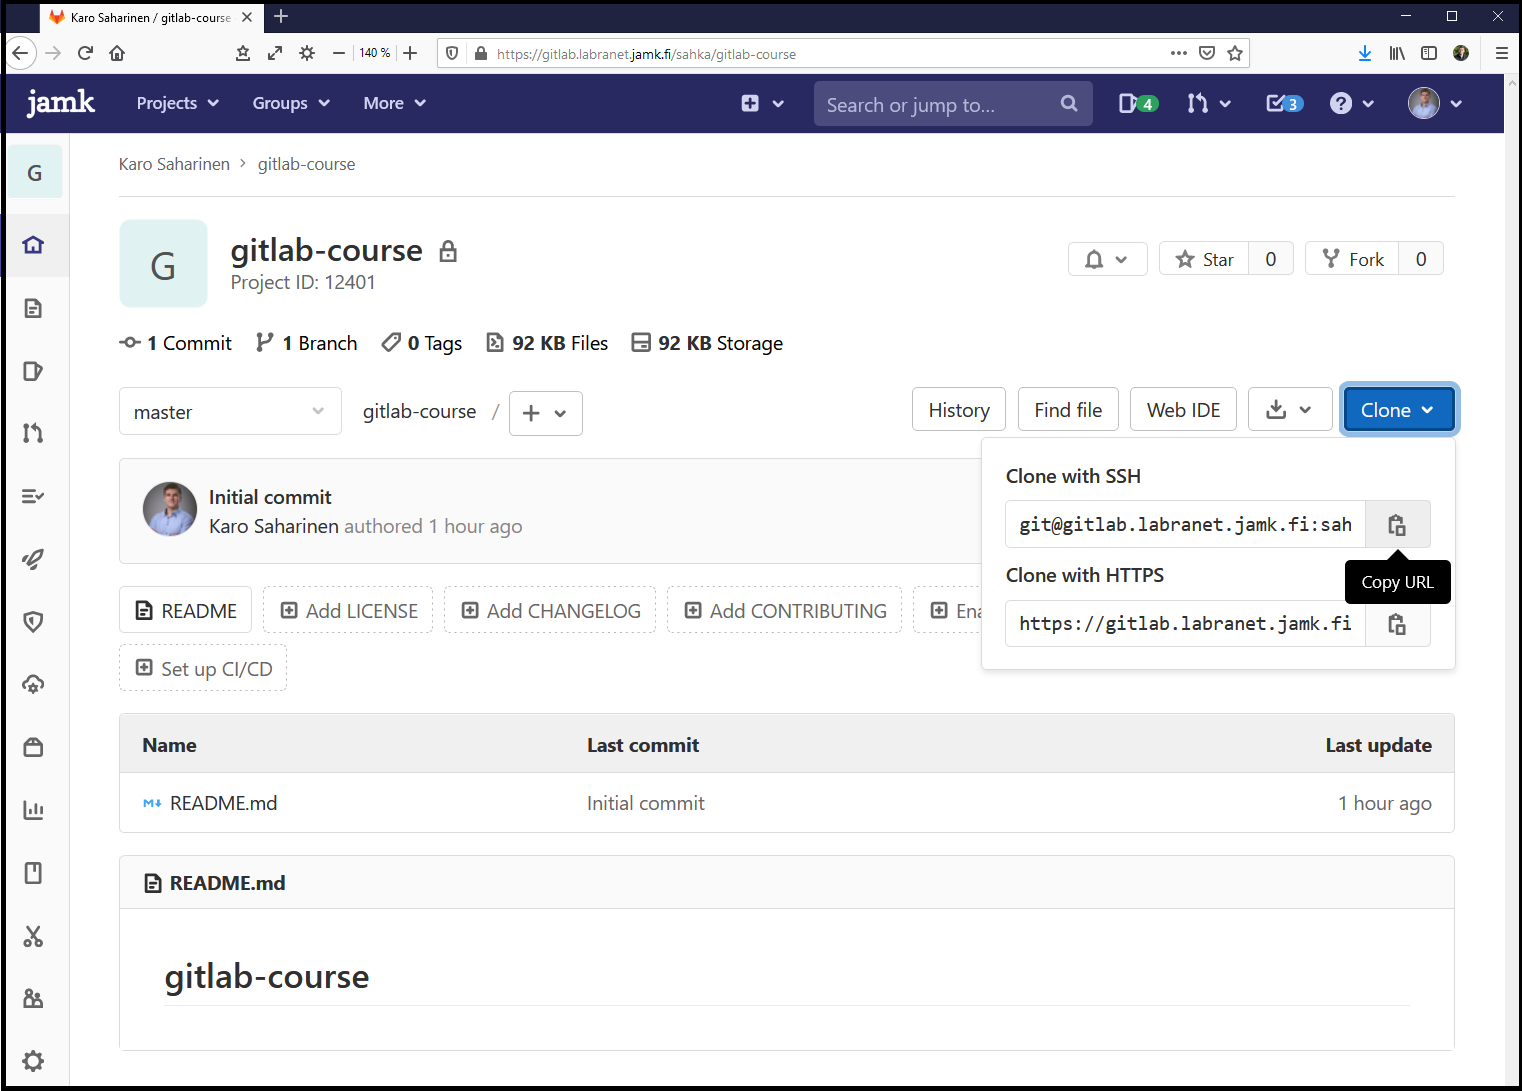 Karo Saharinen / gitlab-course
140 %
https://gitlab.labranet.jamk.fi/sahka/gitlab-course
jamk
Projects
Groups
More
Search or jump to...
4
3
Karo Saharinen > gitlab-course
G
G
gitlab-course
Project ID: 12401
Star
0
Fork
0
1 Commit
1 Branch
0 Tags
92 KB Files
92 KB Storage
master
gitlab-course /
History
Find file
Web IDE
Clone
Initial commit
Karo Saharinen authored 1 hour ago
Clone with SSH
git@gitlab.labranet.jamk.fi:sah
Copy URL
Clone with HTTPS
https://gitlab.labranet.jamk.fi
README
Add LICENSE
Add CHANGELOG
Add CONTRIBUTING
Ena
Set up CI/CD
Name
Last commit
Last update
README.md
Initial commit
1 hour ago
README.md
gitlab-course